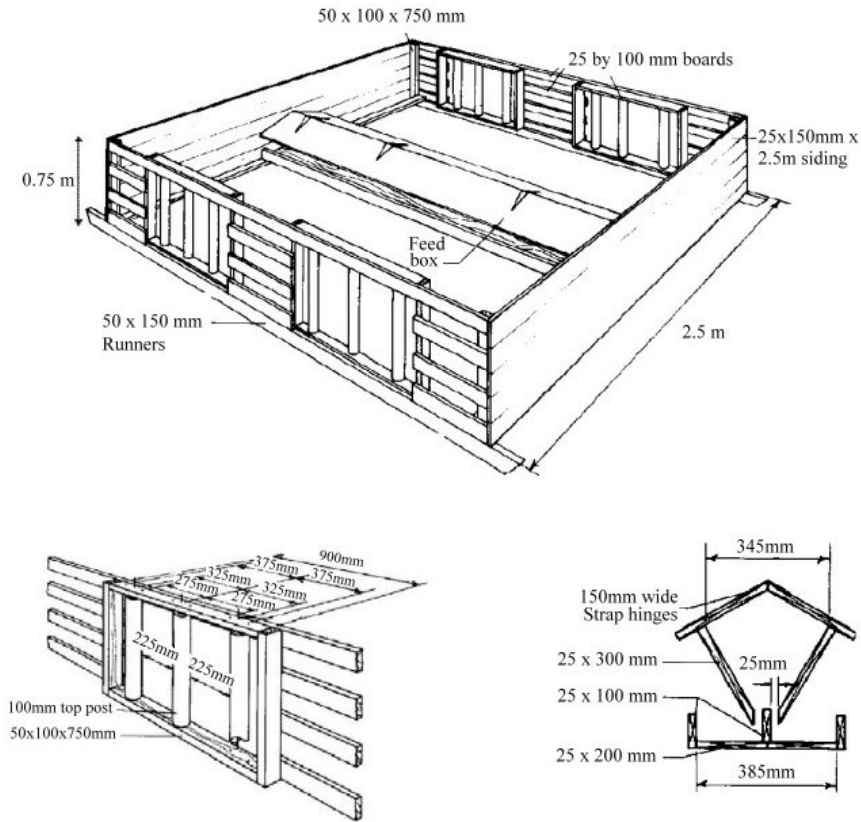 50 x 100 x 750 mm
25 by 100 mm boards
25x150mm x
2.5m siding
0.75 m
Feed
box
50 x 150 mm
Runners
2.5 m
900mm
375mm
375mm
325mm
325mm
275mm
275mm
225mm
225mm
100mm top post
50x100x750mm
345mm
150mm wide
Strap hinges
25 x 300 mm
25mm
25 x 100 mm
25 x 200 mm
385mm